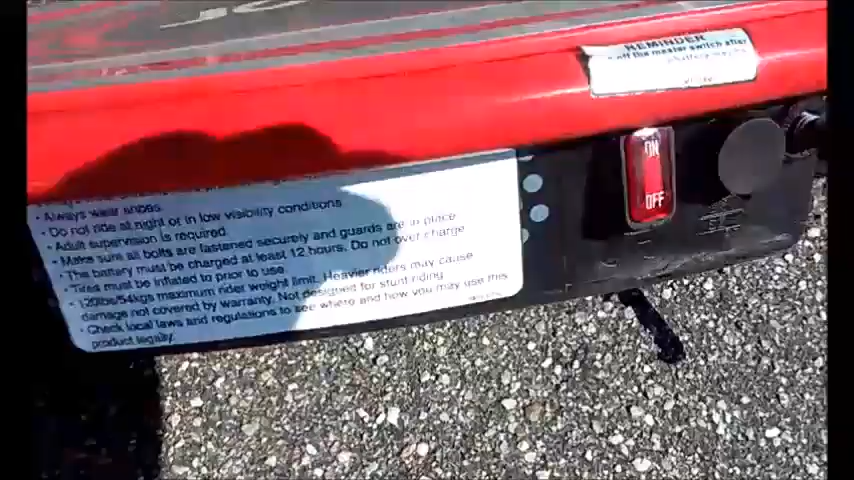 REMINDER
off the master switch after
battery may be
ON
OFF
• Always wear shoes.
• Do not ride at night or in low visibility conditions.
• Adult supervision is required.
• Make sure all bolts are fastened securely and guards are in place
• The battery must be charged at least 12 hours. Do not over charge
• Tires must be inflated to prior to use.
• 120lbs/54kgs maximum rider weight limit. Heavier riders may cause
damage not covered by warranty. Not designed for stunt riding.
• Check local laws and regulations to see where and how you may use this
product legally.